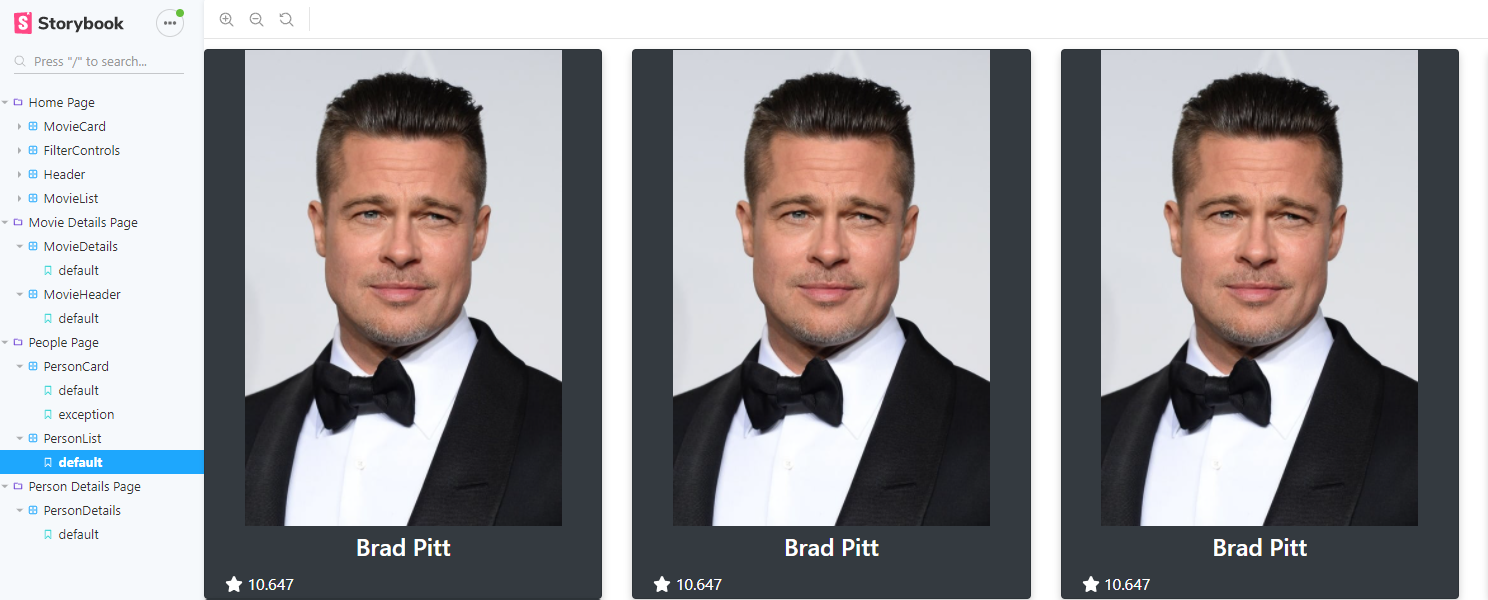 Storybook
Press "/" to search...
Home Page
MovieCard
FilterControls
Header
MovieList
Movie Details Page
MovieDetails
default
MovieHeader
default
People Page
PersonCard
default
exception
PersonList
default
Person Details Page
PersonDetails
default
Brad Pitt
10.647
Brad Pitt
10.647
Brad Pitt
10.647